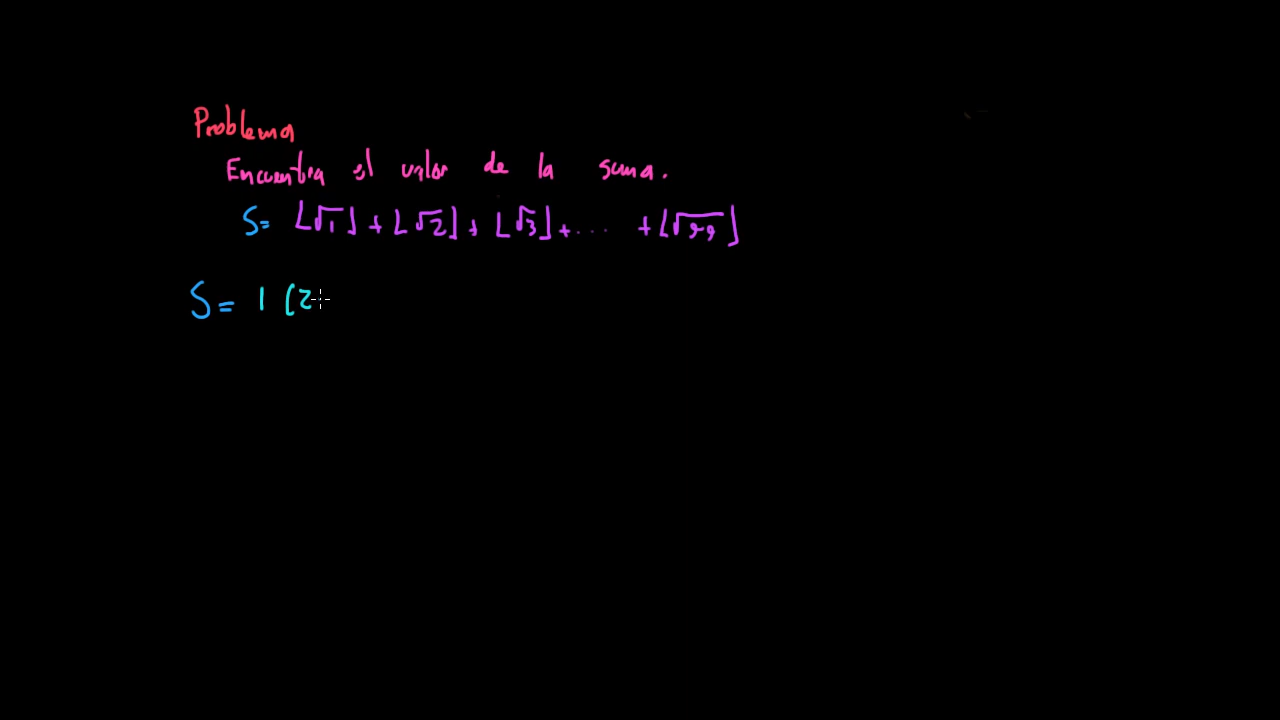 Problema
Encuentra el valor de la suma.
S= ⌊√1⌋ + ⌊√2⌋ + ⌊√3⌋ + .... + ⌊√99⌋
S = 1 (2